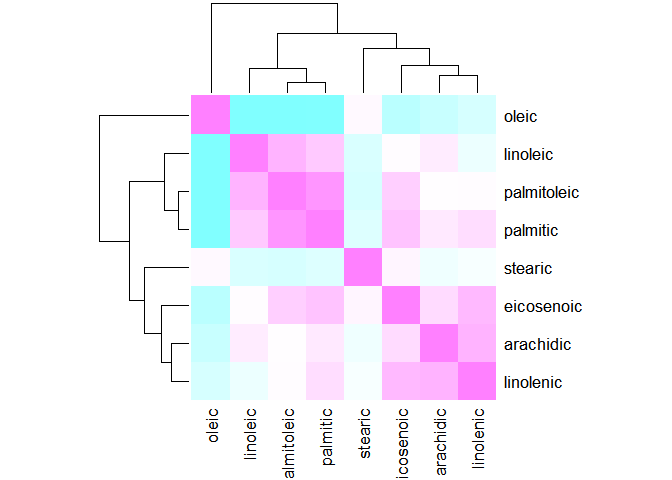 oleic
linoleic
palmitoleic
palmitic
stearic
eicosenoic
arachidic
linolenic
oleic
linoleic
almitoleic
palmitic
stearic
icosenoic
arachidic
linolenic